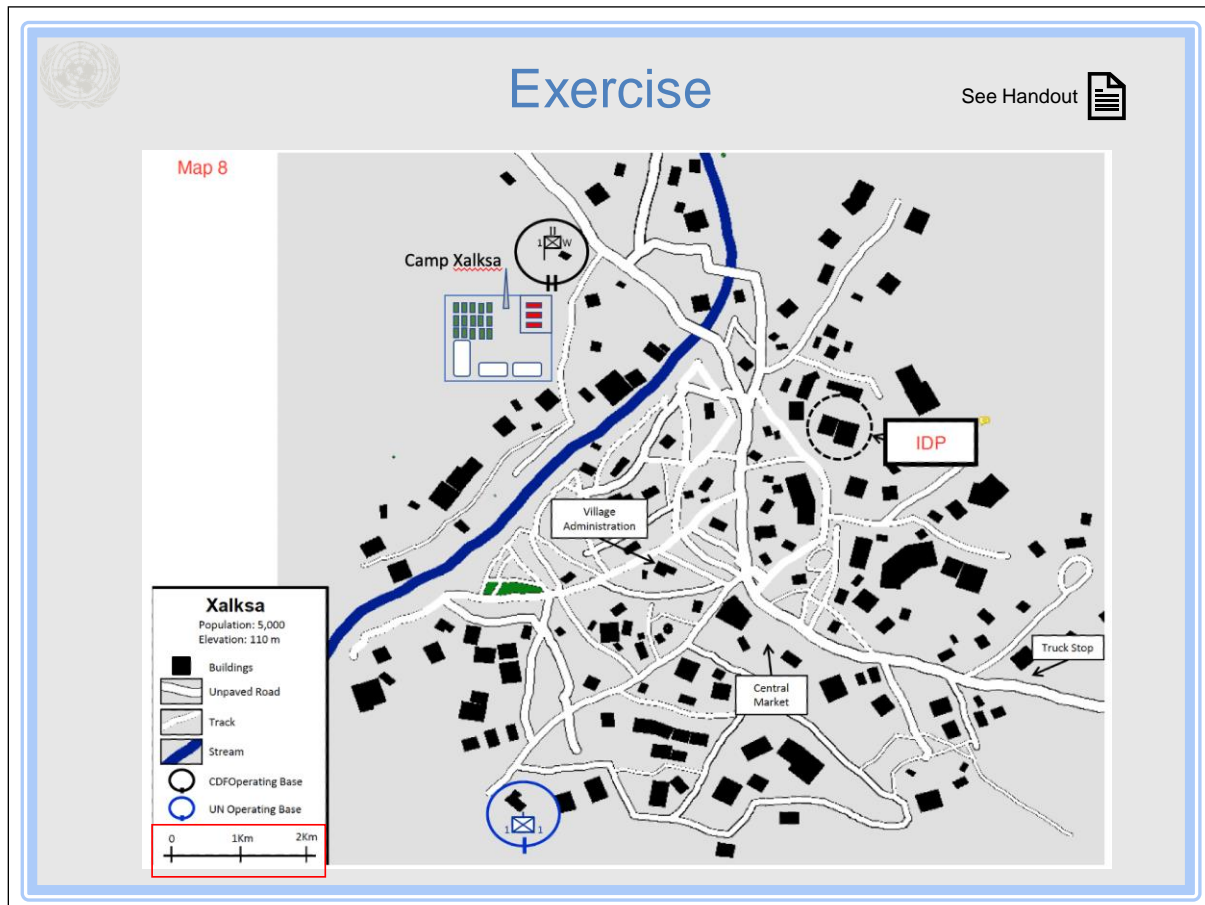 Exercise
See Handout
Map 8
1 W
Camp Xalksa
IDP
Village
Administration
Truck Stop
Central
Market
Xalksa
Population: 5,000
Elevation: 110 m
Buildings
Unpaved Road
Track
Stream
CDFOperating Base
UN Operating Base
0 1Km 2Km
1 1